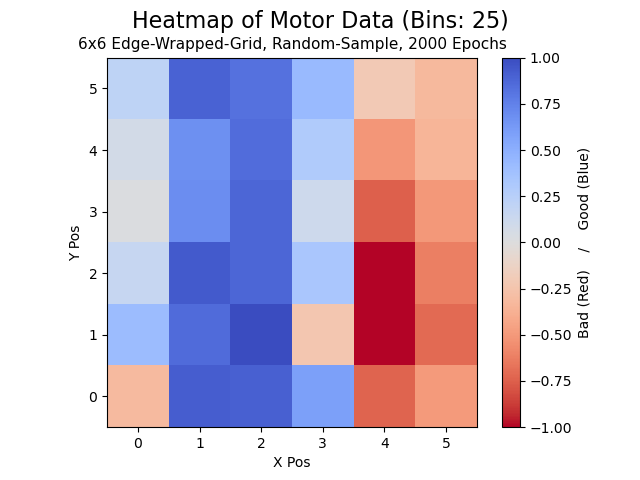 Heatmap of Motor Data (Bins: 25)
6x6 Edge-Wrapped-Grid, Random-Sample, 2000 Epochs
5
4
3
2
1
0
Y Pos
0 1 2 3 4 5
X Pos
1.00
0.75
0.50
0.25
0.00
−0.25
−0.50
−0.75
−1.00
Bad (Red) / Good (Blue)